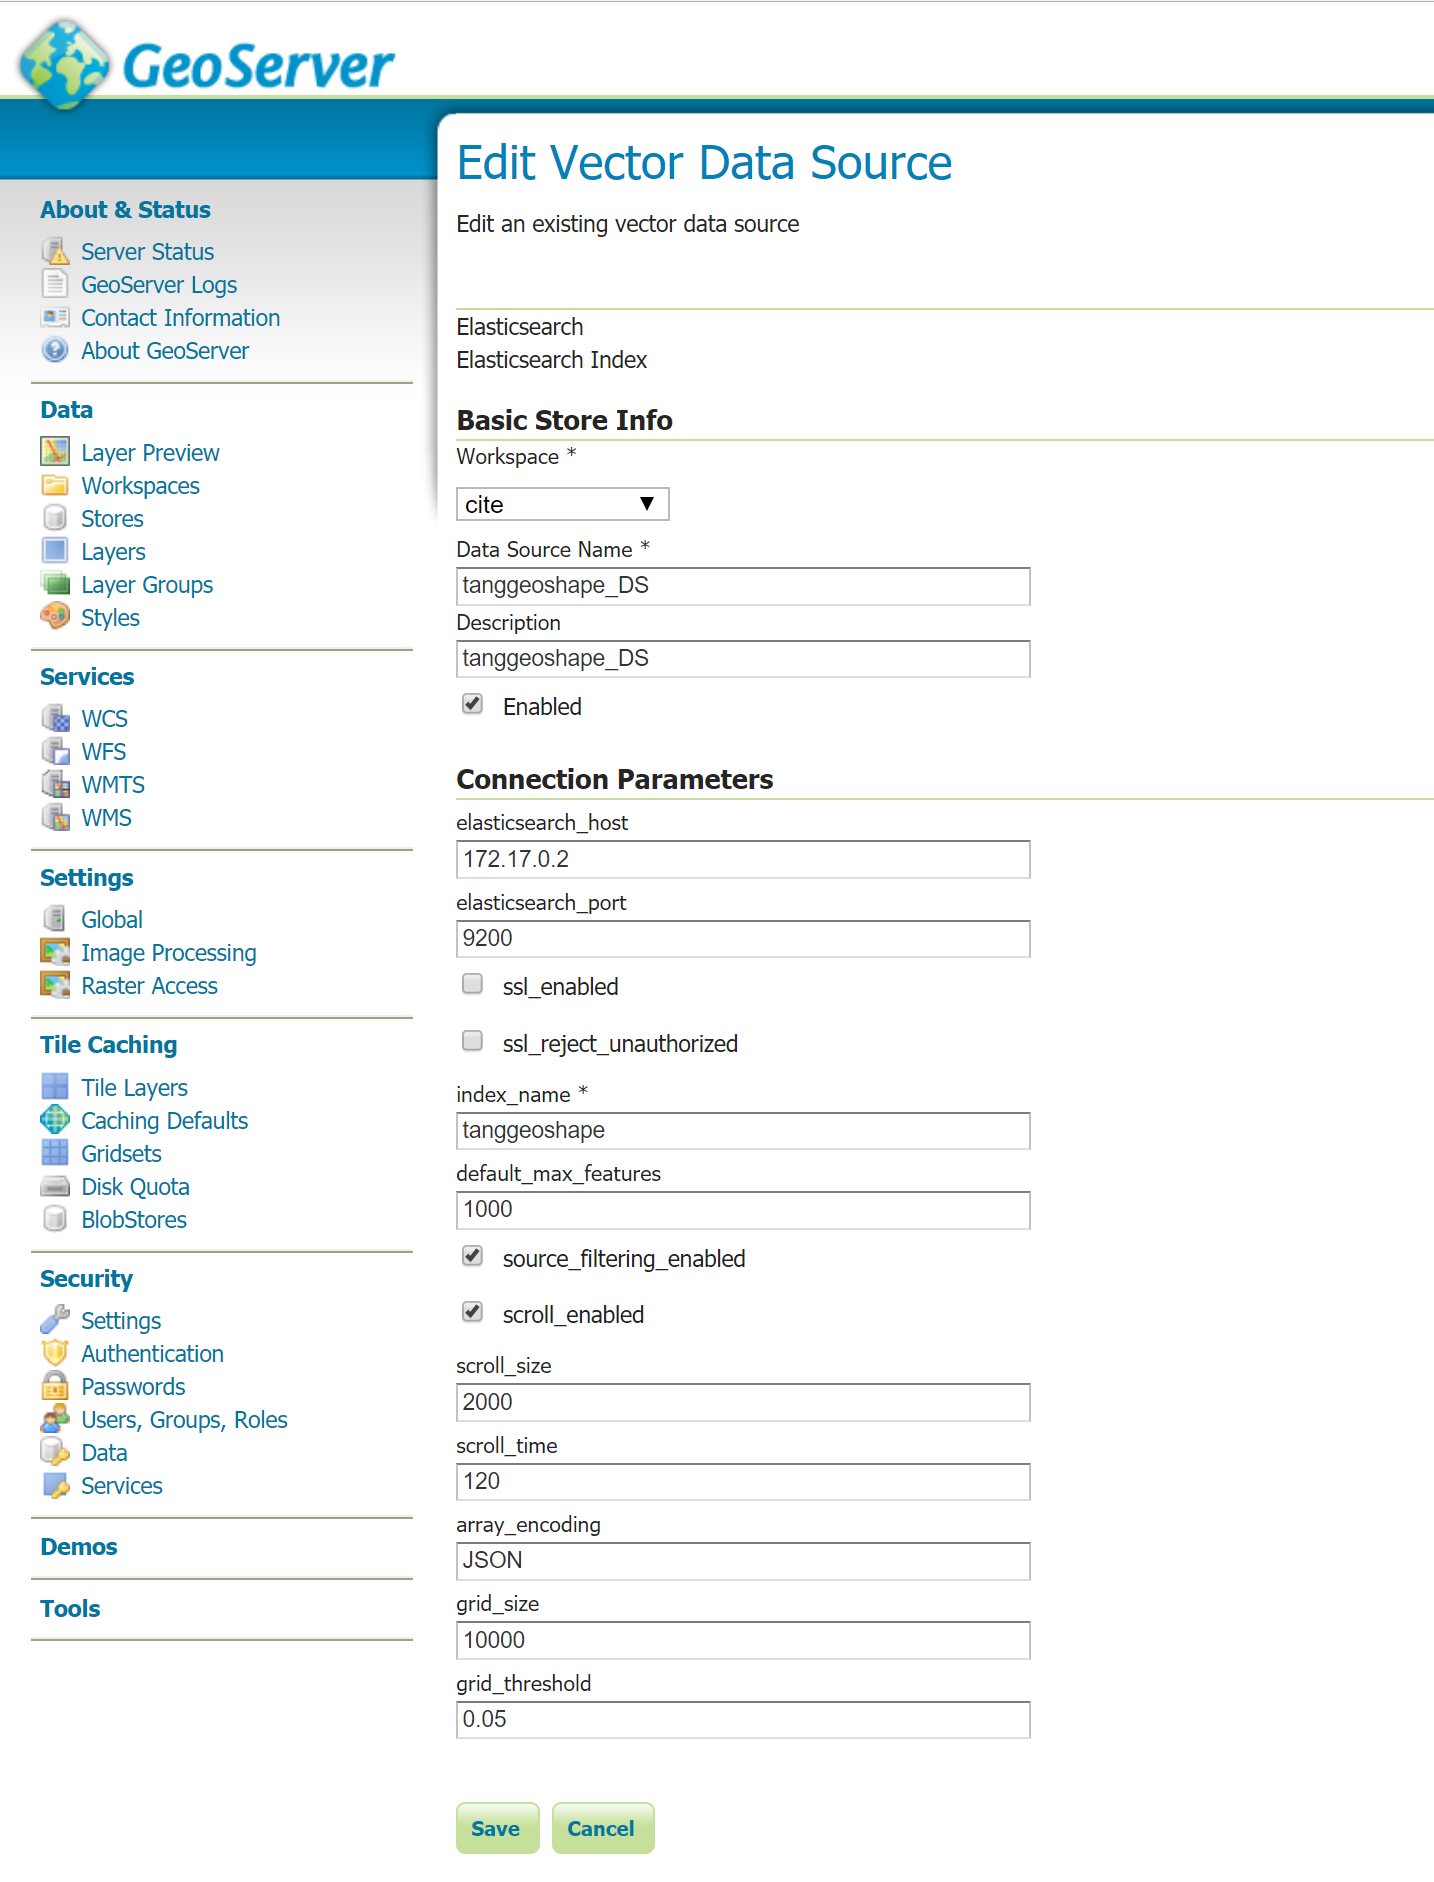 GeoServer
Edit Vector Data Source
Edit an existing vector data source
About & Status
Server Status
GeoServer Logs
Contact Information
About GeoServer
Data
Layer Preview
Workspaces
Stores
Layers
Layer Groups
Styles
Services
WCS
WFS
WMTS
WMS
Settings
Global
Image Processing
Raster Access
Tile Caching
Tile Layers
Caching Defaults
Gridsets
Disk Quota
BlobStores
Security
Settings
Authentication
Passwords
Users, Groups, Roles
Data
Services
Demos
Tools
Elasticsearch
Elasticsearch Index
Basic Store Info
Workspace *
cite
Data Source Name *
tanggeoshape_DS
Description
tanggeoshape_DS
Enabled
Connection Parameters
elasticsearch_host
172.17.0.2
elasticsearch_port
9200
ssl_enabled
ssl_reject_unauthorized
index_name *
tanggeoshape
default_max_features
1000
source_filtering_enabled
scroll_enabled
scroll_size
2000
scroll_time
120
array_encoding
JSON
grid_size
10000
grid_threshold
0.05
Save
Cancel